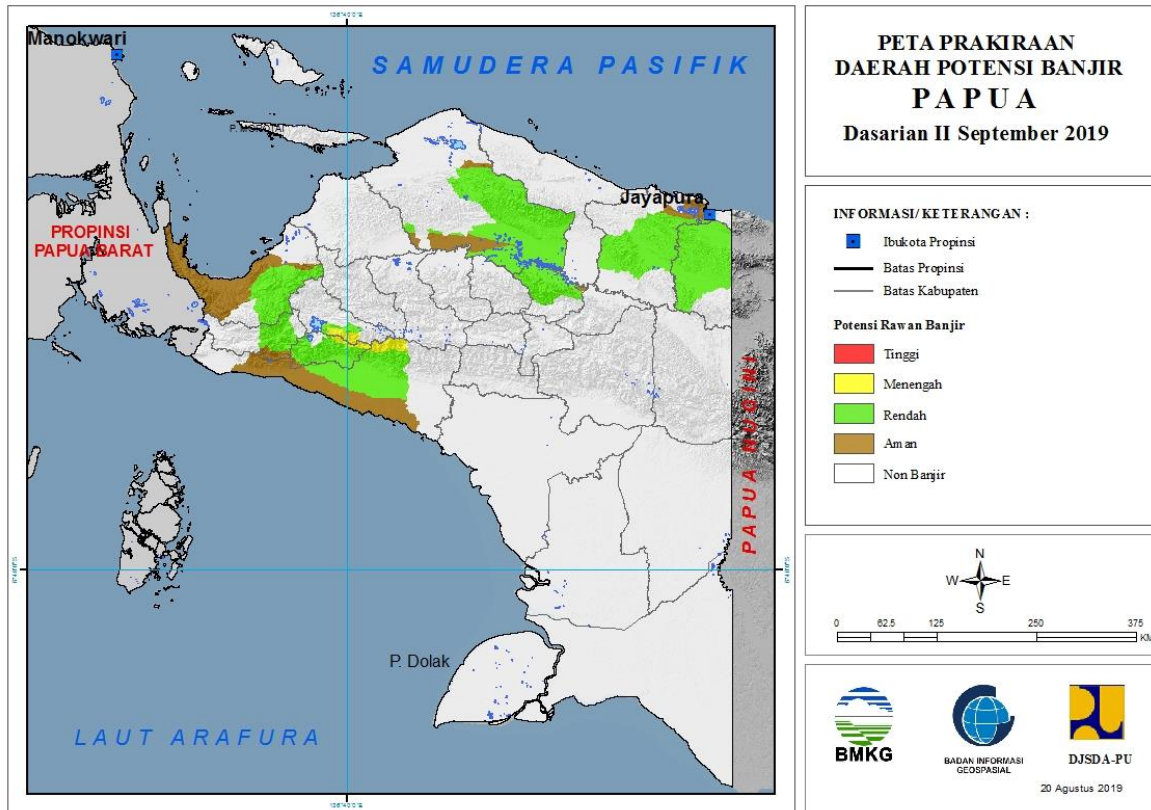 Manokwari
SAMUDERA PASIFIK
Jayapura
PROPINSI
PAPUA BARAT
PAPUA NUGINI
P. Dolak
LAUT ARAFURA
PETA PRAKIRAAN
DAERAH POTENSI BANJIR
PAPUA
Dasarian II September 2019
INFORMASI/ KETERANGAN :
Ibukota Propinsi
Batas Propinsi
Batas Kabupaten
Potensi Rawan Banjir
Tinggi
Menengah
Rendah
Aman
Non Banjir
N
W E
S
0 62.5 125 250 375
KM
BMKG
BADAN INFORMASI
GEOSPASIAL
DJSDA-PU
20 Agustus 2019